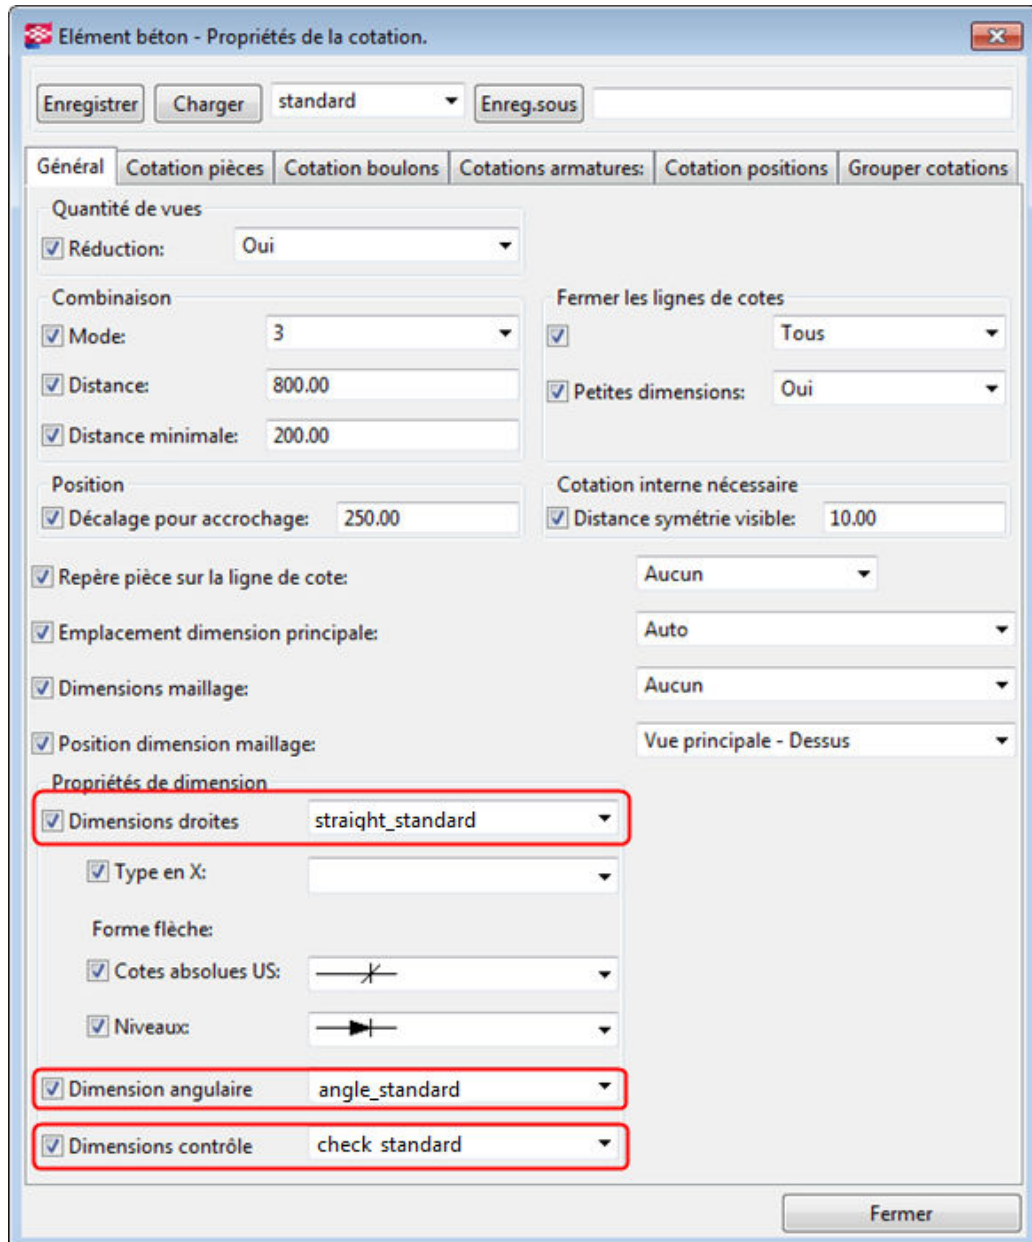 Elément béton - Propriétés de la cotation.
Enregistrer Charger standard Enreg.sous
Général Cotation pièces Cotation boulons Cotations armatures: Cotation positions Grouper cotations
Quantité de vues
Réduction: Oui
Combinaison
Mode: 3
Distance: 800.00
Distance minimale: 200.00
Fermer les lignes de cotes
Tous
Petites dimensions: Oui
Position
Décalage pour accrochage: 250.00
Cotation interne nécessaire
Distance symétrie visible: 10.00
Repère pièce sur la ligne de cote: Aucun
Emplacement dimension principale: Auto
Dimensions maillage: Aucun
Position dimension maillage: Vue principale - Dessus
Propriétés de dimension
Dimensions droites straight_standard
Type en X:
Forme flèche:
Cotes absolues US:
Niveaux:
Dimension angulaire angle_standard
Dimensions contrôle check standard
Fermer